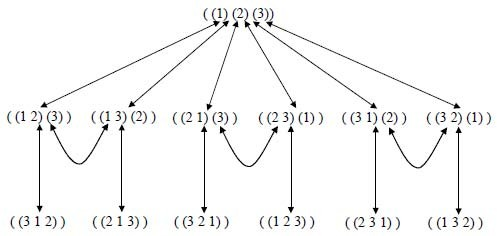 ( (1) (2) (3))
( (1 2) (3) ) ( (1 3) (2) ) ( (2 1) (3) ) ( (2 3) (1) ) ( (3 1) (2) ) ( (3 2) (1) )
( (3 1 2) ) ( (2 1 3) ) ( (3 2 1) ) ( (1 2 3) ) ( (2 3 1) ) ( (1 3 2) )